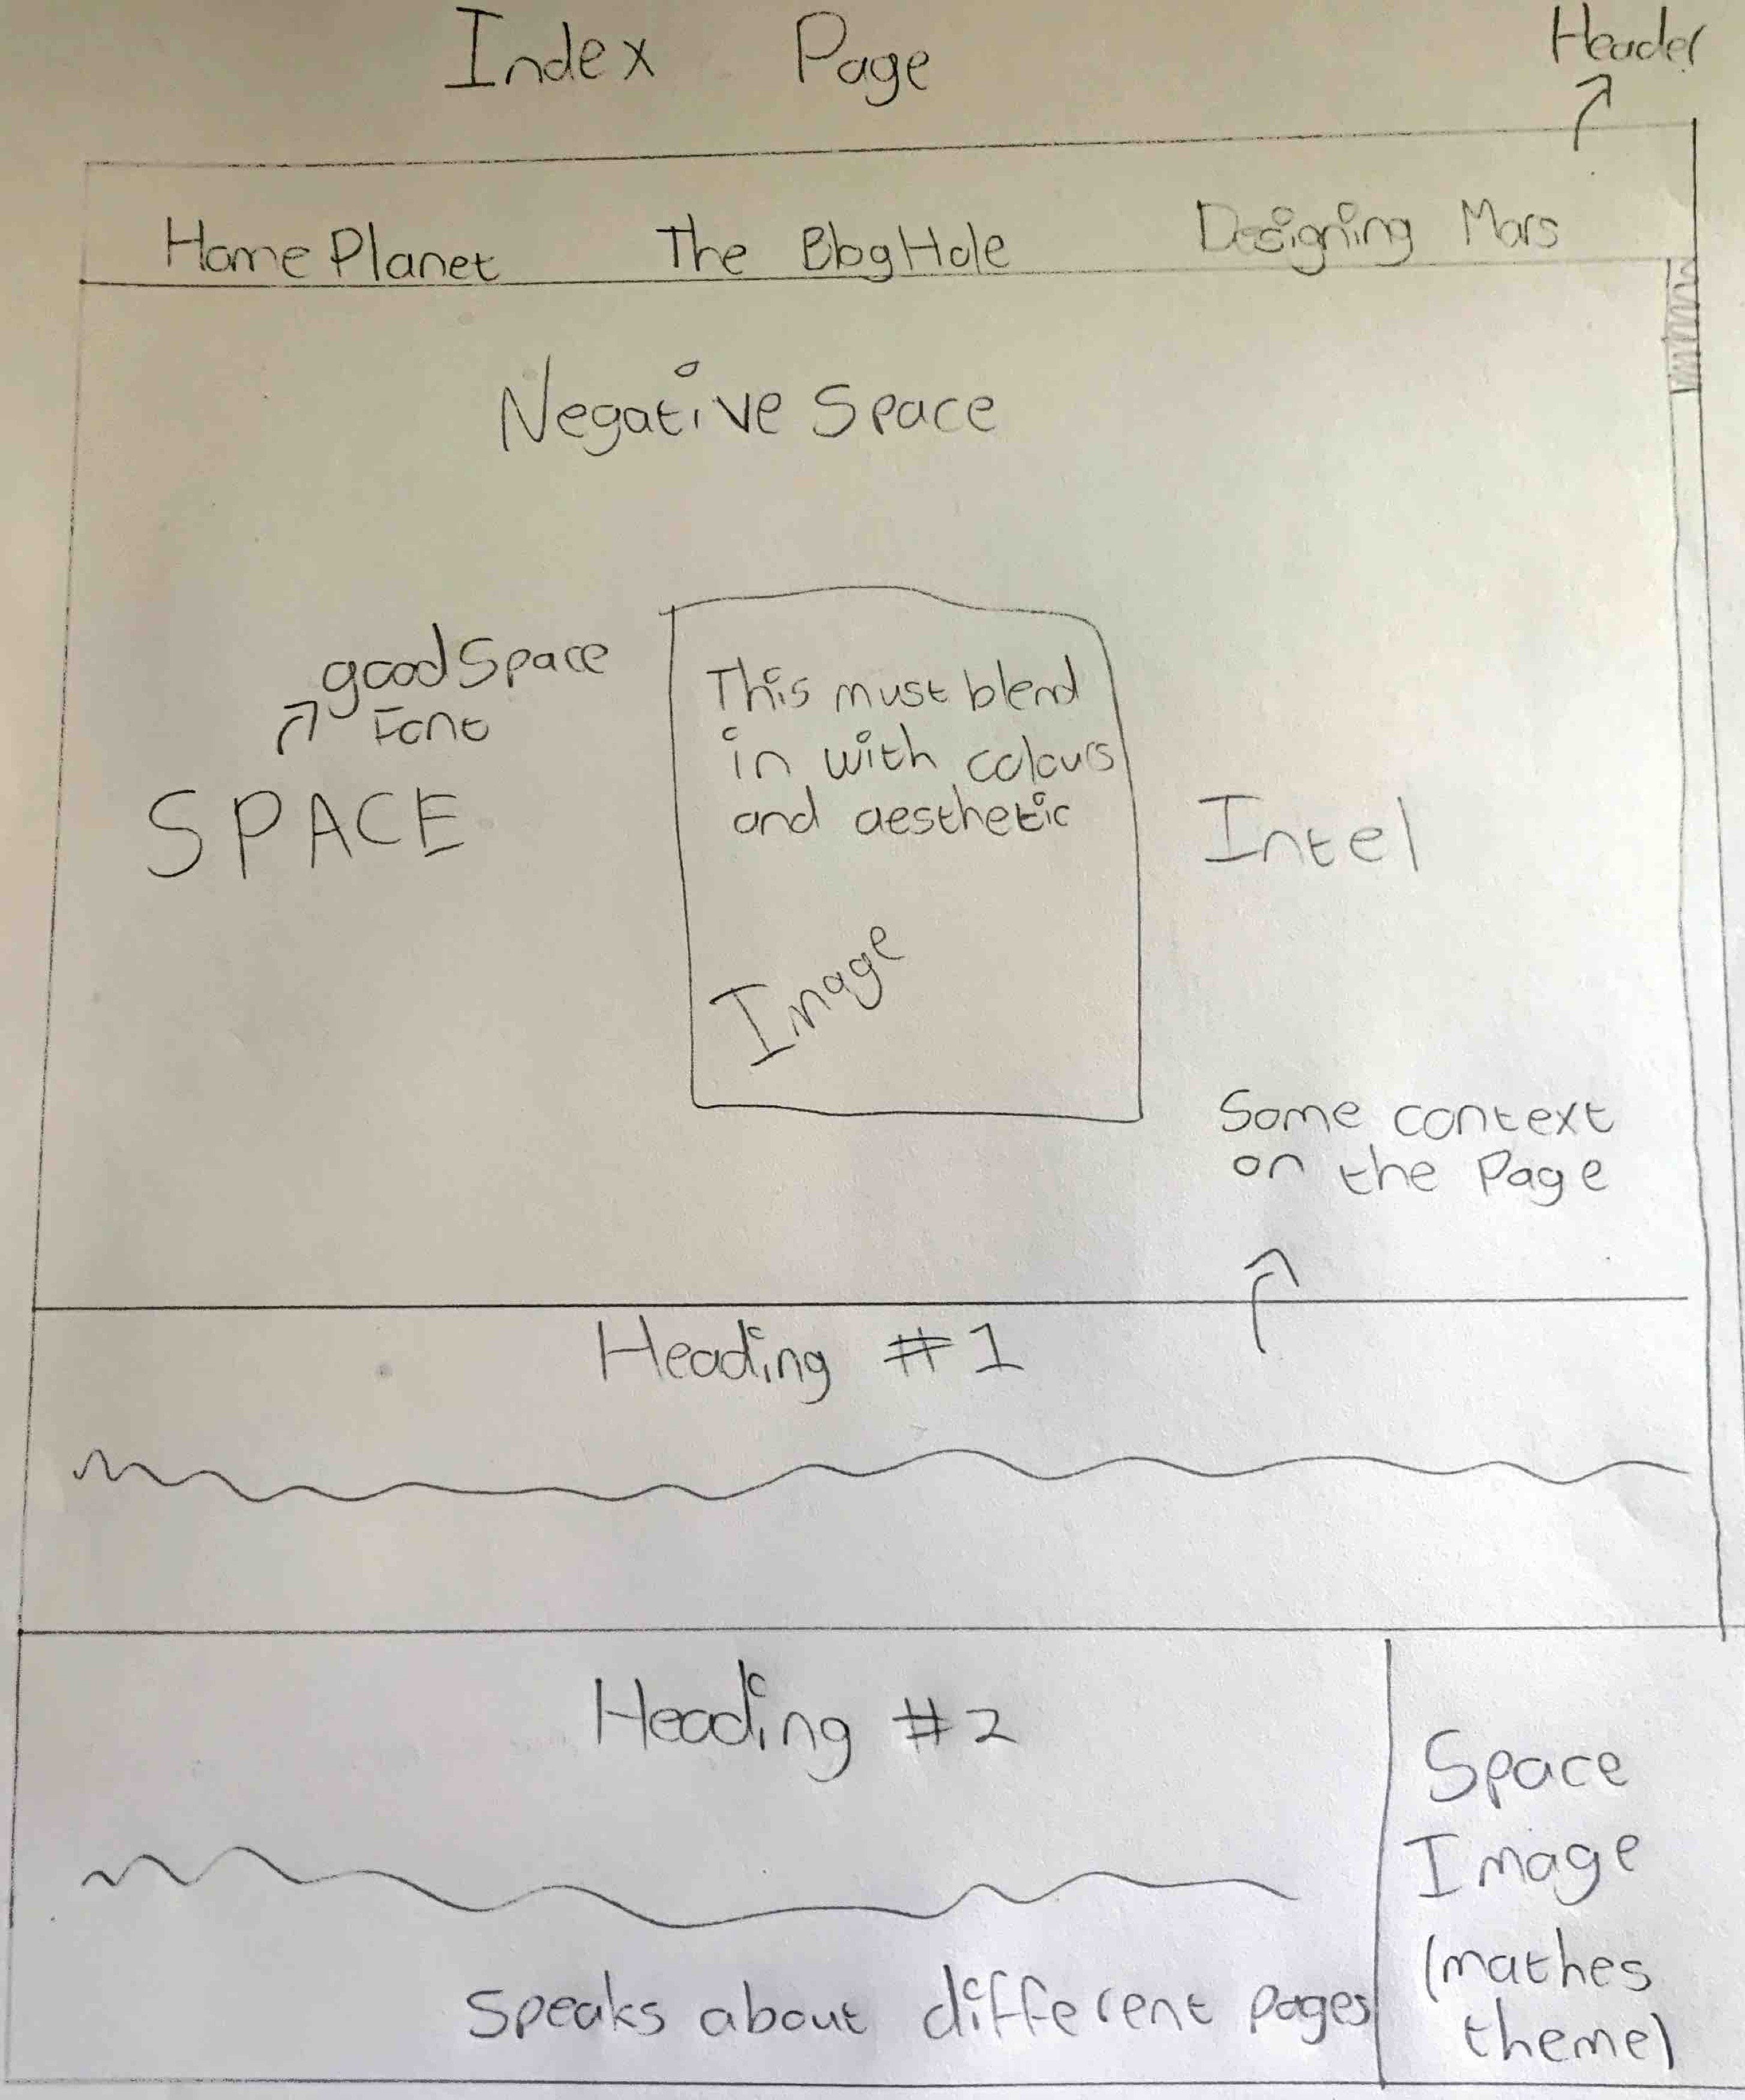 Index Page
Header
Home Planet The Blog Hole Designing Mars
Negative Space
good Space
Font
SPACE
This must blend
in with colours
and aesthetic
Image
Intel
Some context
on the Page
Heading #1
Heading #2
Speaks about different pages
Space
Image
(mathes
theme)